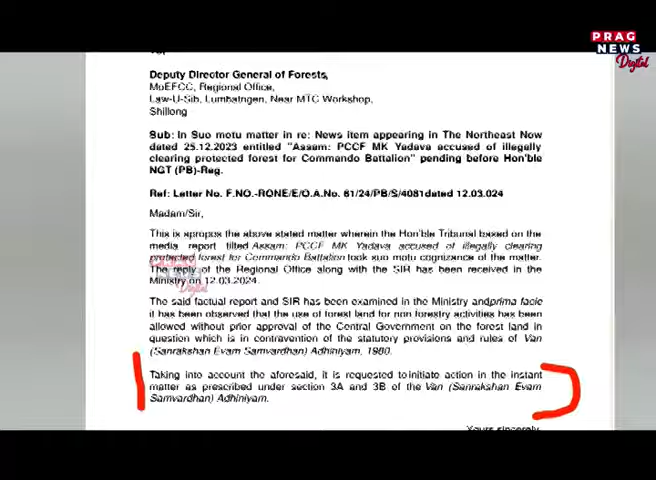 PRAG
NEWS
Digital
Deputy Director General of Forests,
MoEFCC, Regional Office,
Law-U-Sib, Lumbatngen, Near MTC Workshop,
Shillong
Sub: In Suo motu matter in re: News item appearing in The Northeast Now
dated 25.12.2023 entitled "Assam: PCCF MK Yadava accused of illegally
clearing protected forest for Commando Battalion" pending before Hon'ble
NGT (PB)-Reg.
Ref: Letter No. F.NO.-RONE/E/O.A.No. 61/24/PB/S/4081dated 12.03.024
Madam/Sir,
This is apropos the above stated matter wherein the Hon'ble Tribunal based on the
media report tilted Assam: PCCF MK Yadava accused of illegally clearing
protected forest for Commando Battalion took suo motu cognizance of the matter.
The reply of the Regional Office along with the SIR has been received in the
Ministry on 12.03.2024.
The said factual report and SIR has been examined in the Ministry andprima facie
it has been observed that the use of forest land for non forestry activities has been
allowed without prior approval of the Central Government on the forest land in
question which is in contravention of the statutory provisions and rules of Van
(Sanrakshan Evam Samvardhan) Adhiniyam, 1980.
Taking into account the aforesaid, it is requested toinitiate action in the instant
matter as prescribed under section 3A and 3B of the Van (Sanrakshan Evam
Samvardhan) Adhiniyam.
Yours sincerely,